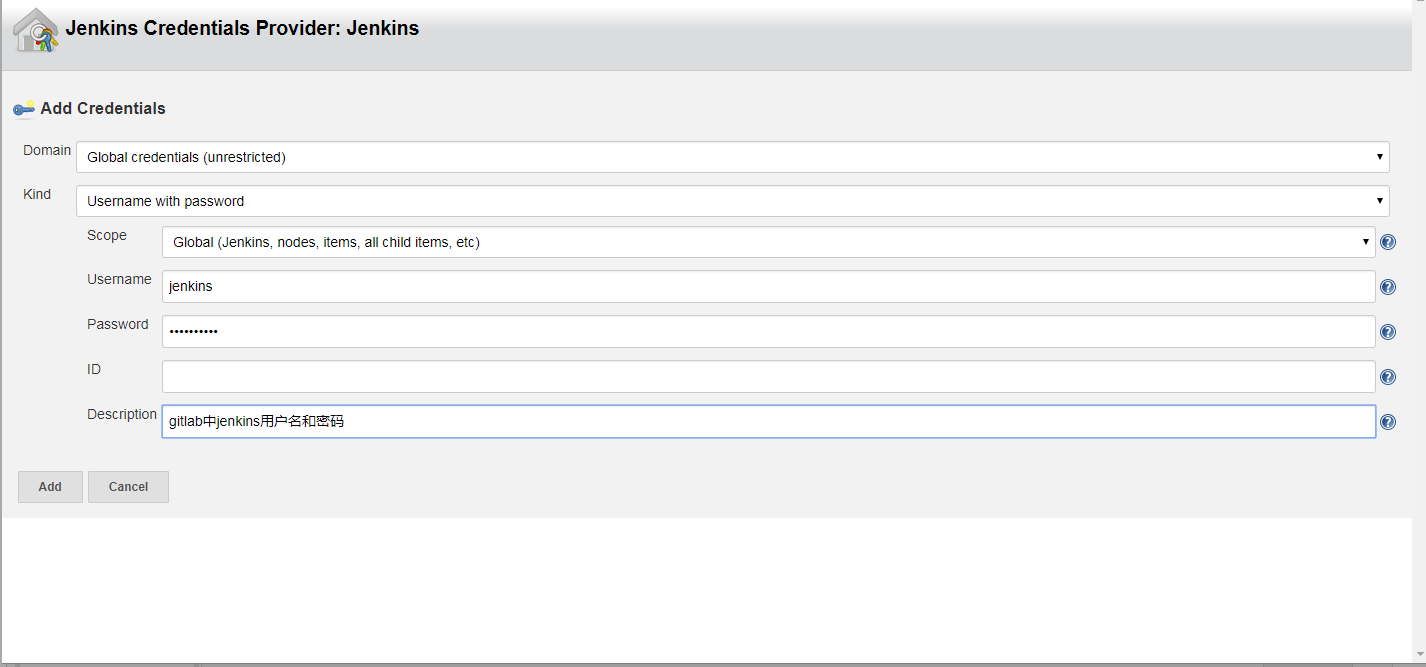 Jenkins Credentials Provider: Jenkins
Add Credentials
Domain Global credentials (unrestricted)
Kind Username with password
Scope Global (Jenkins, nodes, items, all child items, etc)
Username jenkins
Password ••••••••••
ID
Description gitlab中jenkins用户名和密码
Add Cancel